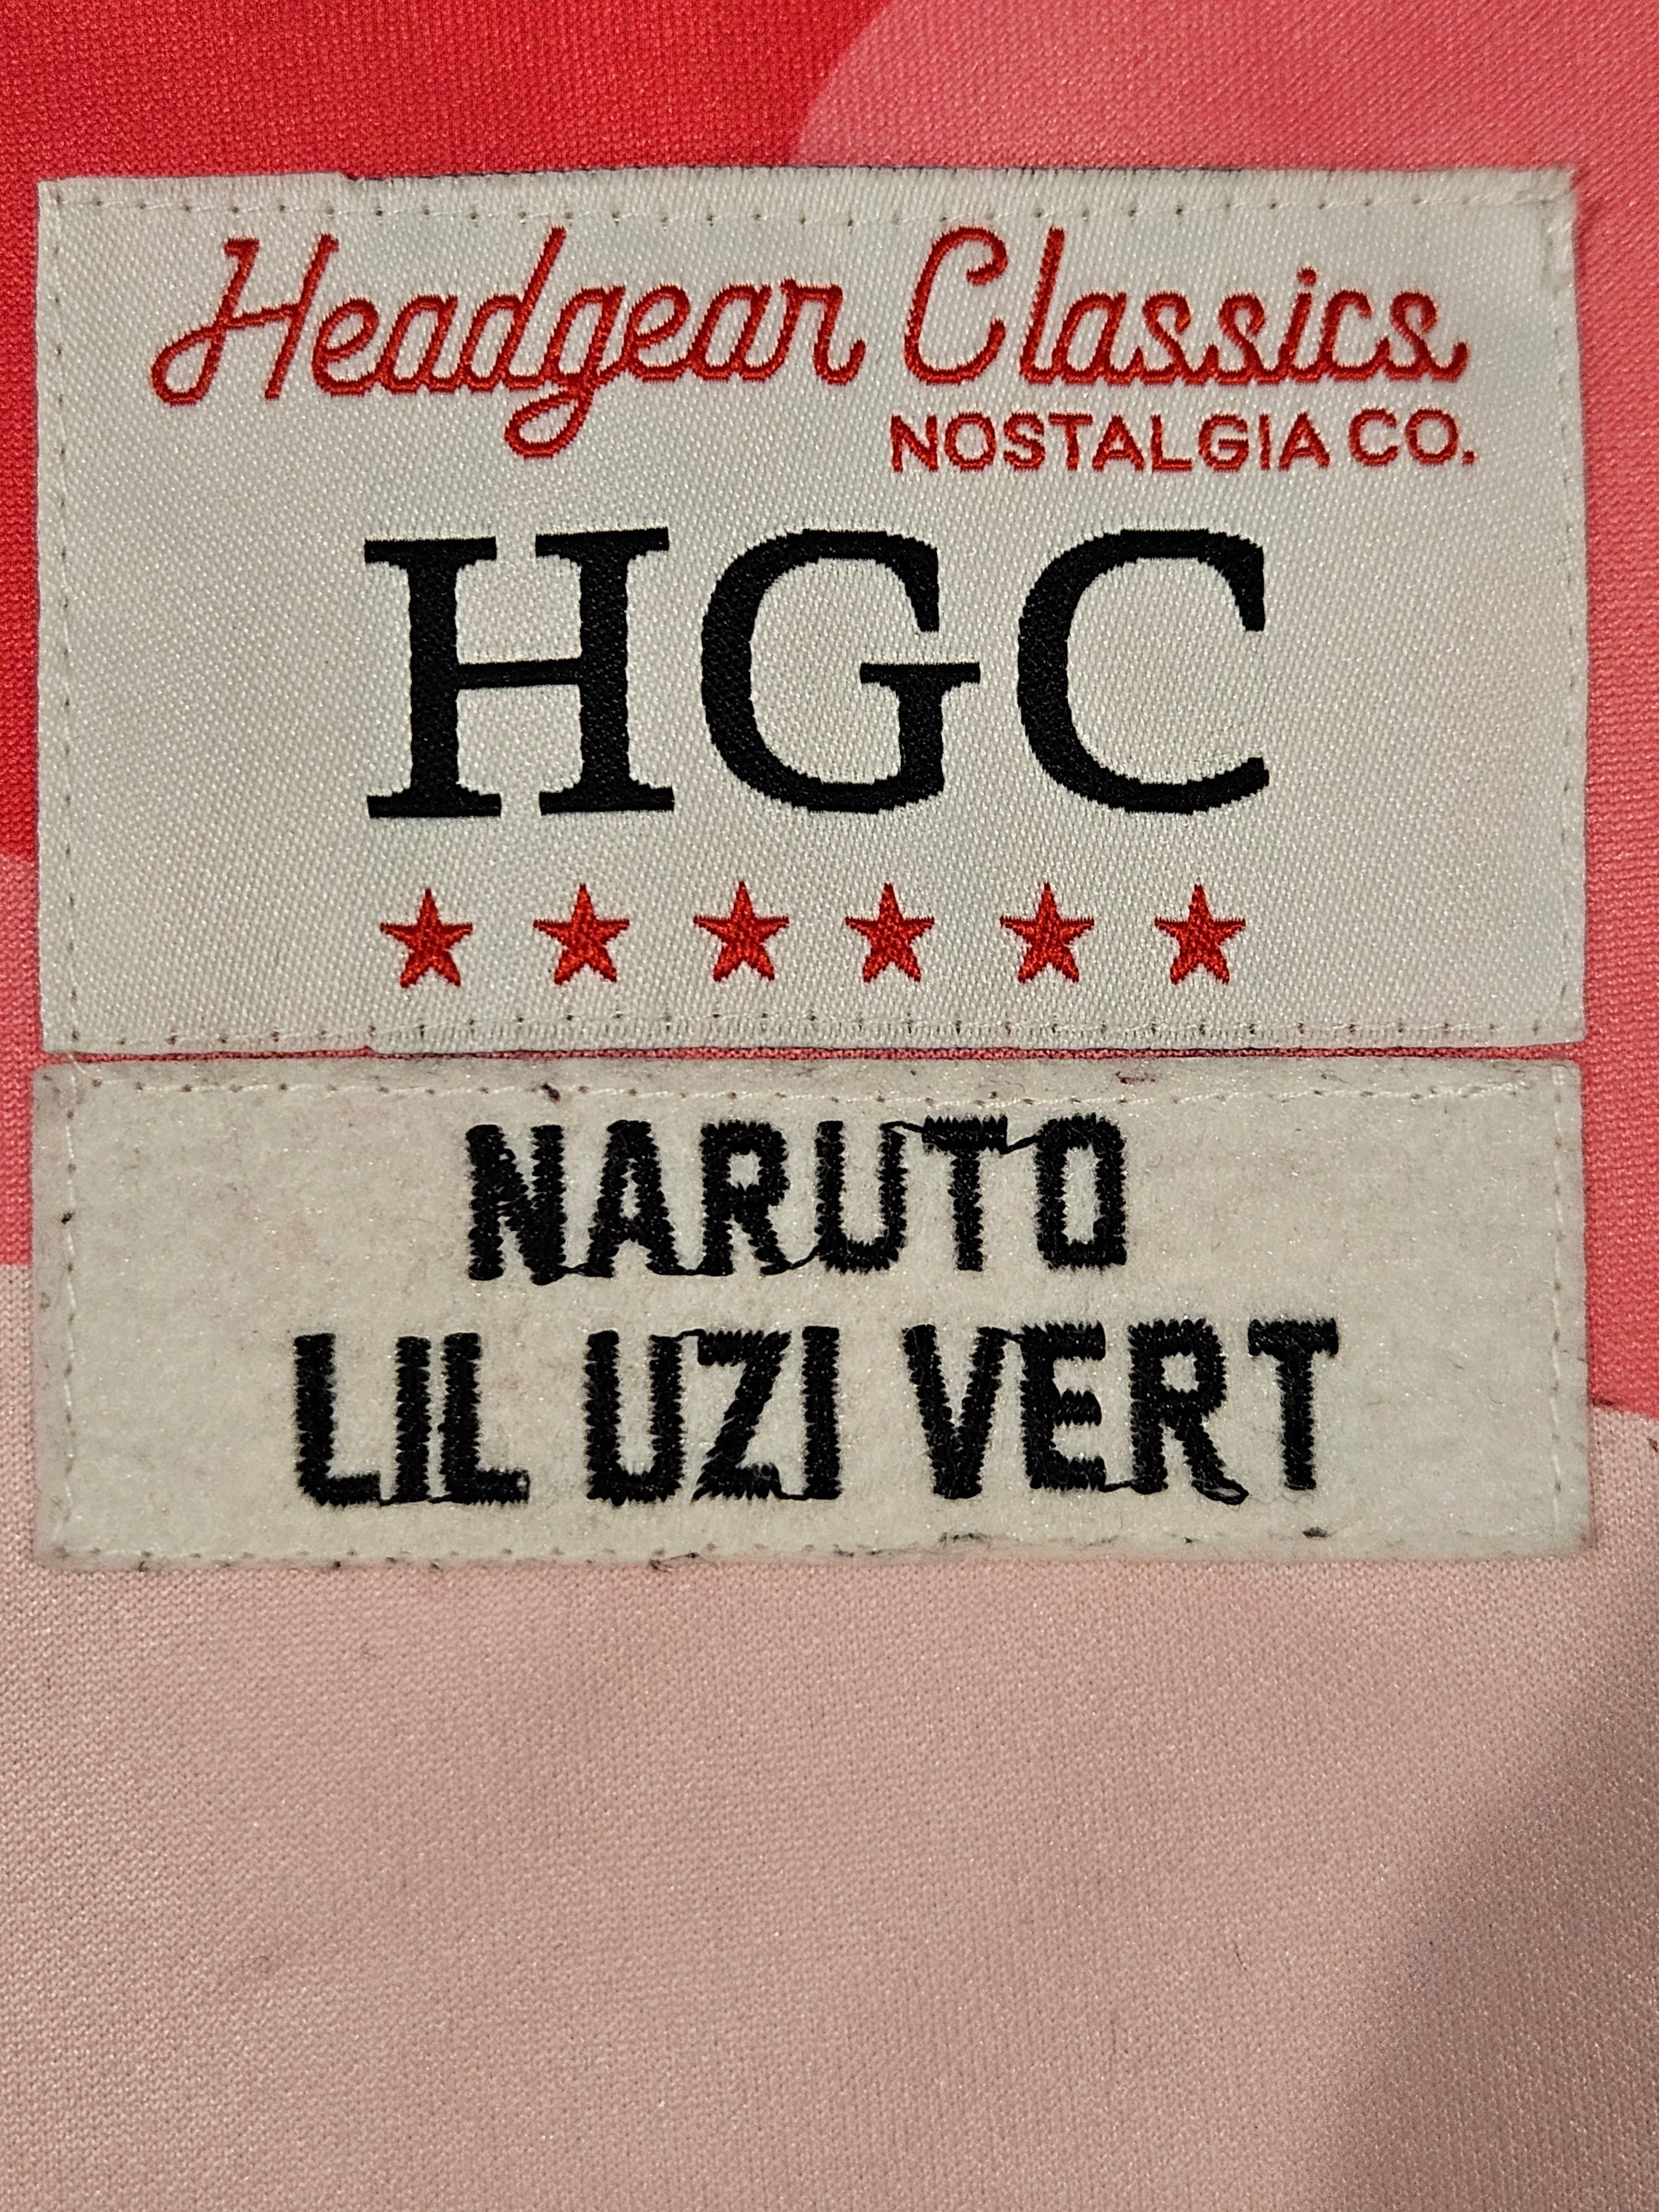 Headgear Classics
NOSTALGIA CO.
HGC
NARUTO
LIL UZI VERT